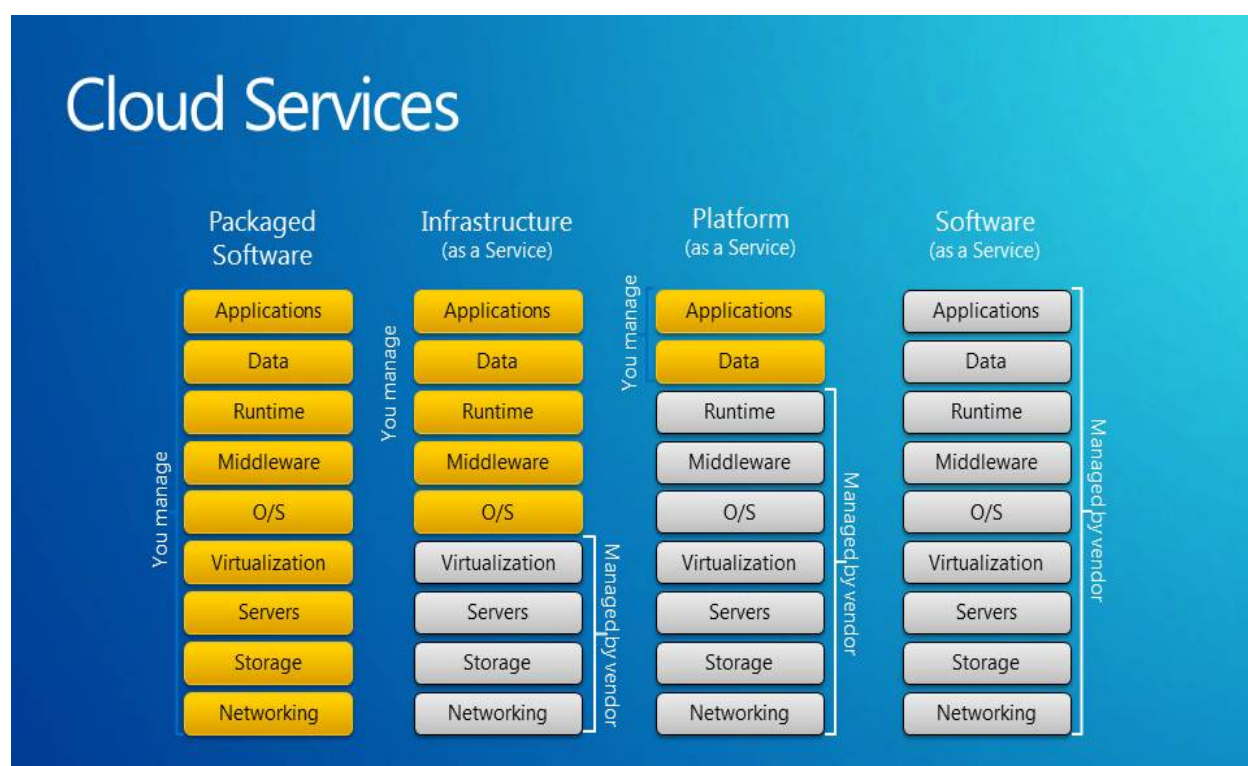 Cloud Services
Packaged
Software
You manage
Applications
Data
Runtime
Middleware
O/S
Virtualization
Servers
Storage
Networking
Infrastructure
(as a Service)
You manage
Applications
Data
Runtime
Middleware
O/S
Virtualization
Servers
Storage
Networking
Managed by vendor
Platform
(as a Service)
You manage
Applications
Data
Runtime
Middleware
O/S
Virtualization
Servers
Storage
Networking
Managed by vendor
Software
(as a Service)
Applications
Data
Runtime
Middleware
O/S
Virtualization
Servers
Storage
Networking
Managed by vendor